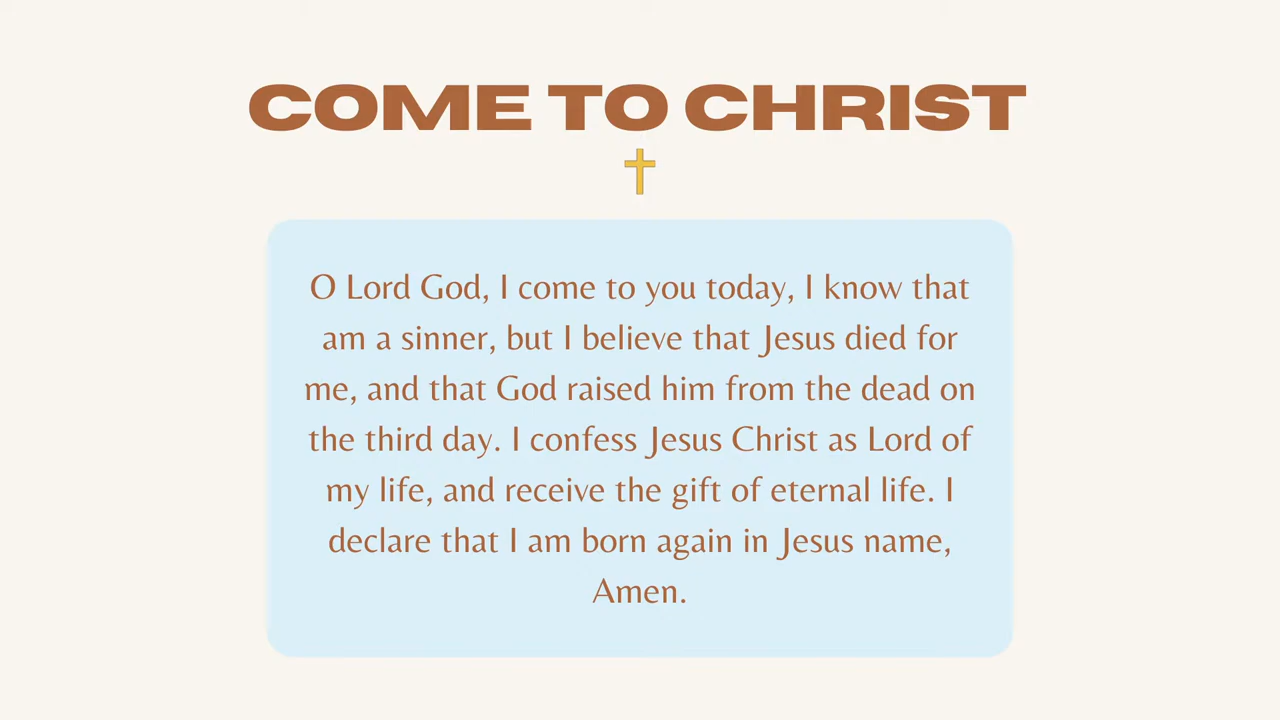 COME TO CHRIST
O Lord God, I come to you today, I know that
am a sinner, but I believe that Jesus died for
me, and that God raised him from the dead on
the third day. I confess Jesus Christ as Lord of
my life, and receive the gift of eternal life. I
declare that I am born again in Jesus name,
Amen.